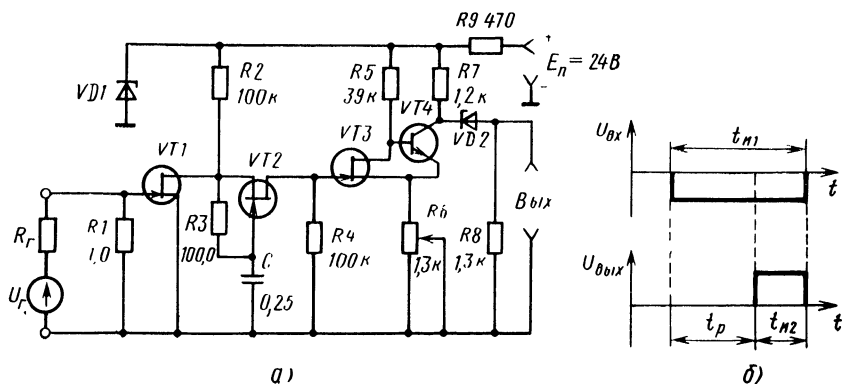 R9 470
+
Eп = 24В
-
VD1
R2
100к
R5
39к
R7
1,2к
VT4
VD2
VT1
VT2
VT3
Rг
Uг
R1
1,0
R3
100,0
C
0,25
R4
100к
R6
1,3к
R8
1,3к
Вых
а)
Uвх
tи1
t
Uвых
tр
tи2
t
б)